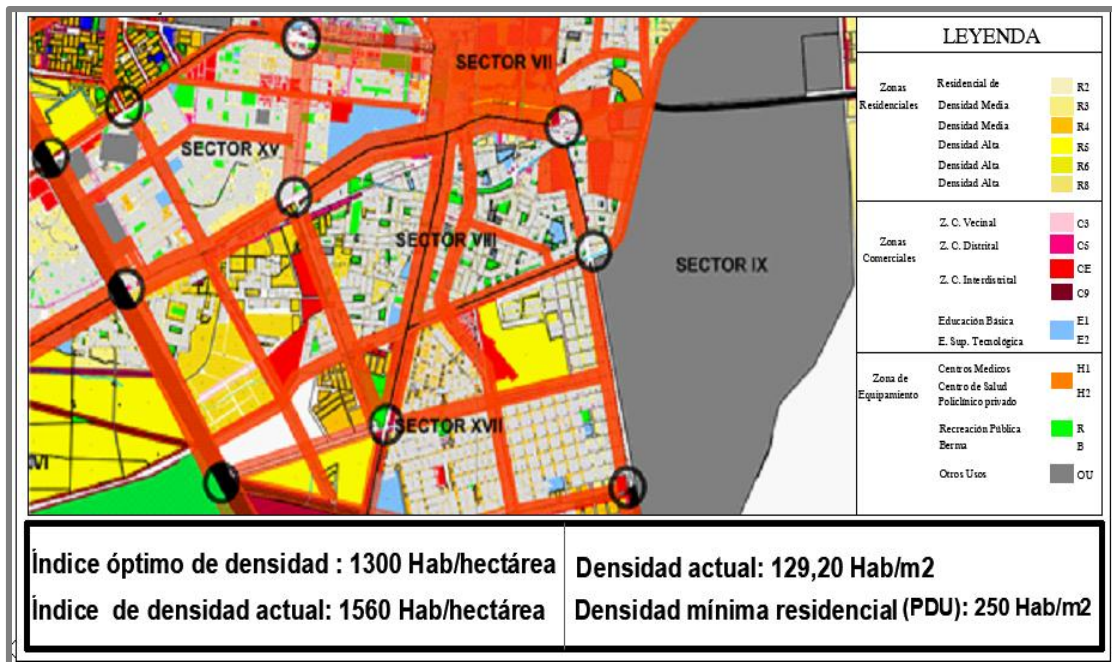 SECTOR VII
SECTOR XV
SECTOR VIII
SECTOR IX
SECTOR XVII
XVI
LEYENDA
Zonas
Residenciales
Residencial de
Densidad Media
Densidad Media
Densidad Alta
Densidad Alta
Densidad Alta
R2
R3
R4
R5
R6
R8
Zonas
Comerciales
Z. C. Vecinal
Z. C. Distrital
Z. C. Interdistrital
C3
C5
CE
C9
Educación Básica
E. Sup. Tecnológica
E1
E2
Zona de
Equipamiento
Centros Medicos
Centro de Salud
Policlínico privado
H1
H2
Recreación Pública
Berma
R
B
Otros Usos
OU
Índice óptimo de densidad : 1300 Hab/hectárea
Índice de densidad actual: 1560 Hab/hectárea
Densidad actual: 129,20 Hab/m2
Densidad mínima residencial (PDU): 250 Hab/m2